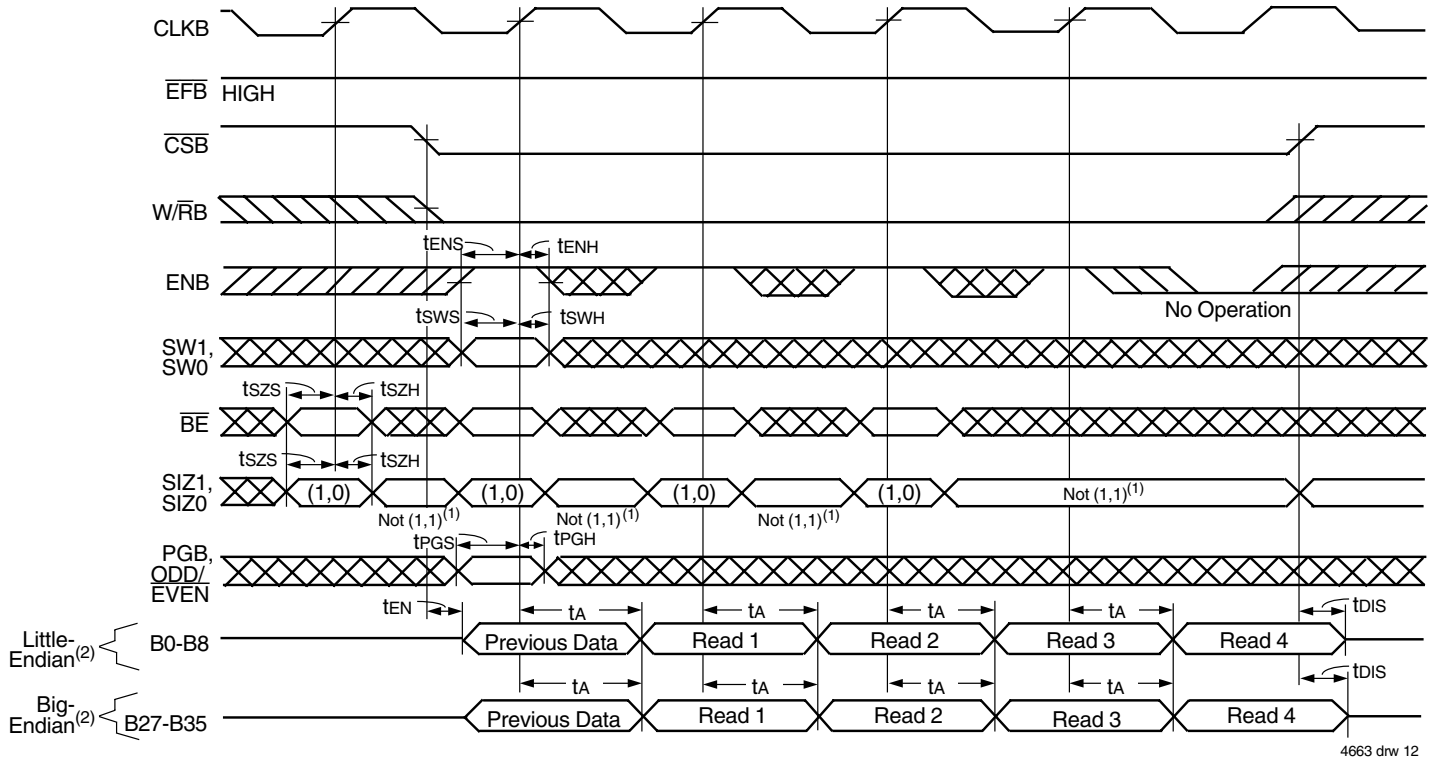 CLKB
EFB HIGH
CSB
W/RB
tENS tENH
ENB
No Operation
tSWS tSWH
SW1,
SW0
tSZS tSZH
BE
tSZS tSZH
SIZ1,
SIZ0
(1,0) (1,0) (1,0) (1,0) Not (1,1)(1)
Not (1,1)(1) Not (1,1)(1) Not (1,1)(1)
tPGS tPGH
PGB,
ODD/
EVEN
tEN tA tA tA tA tDIS
Little-
Endian(2) B0-B8 Previous Data Read 1 Read 2 Read 3 Read 4
tA tA tA tA tDIS
Big-
Endian(2) B27-B35 Previous Data Read 1 Read 2 Read 3 Read 4
4663 drw 12